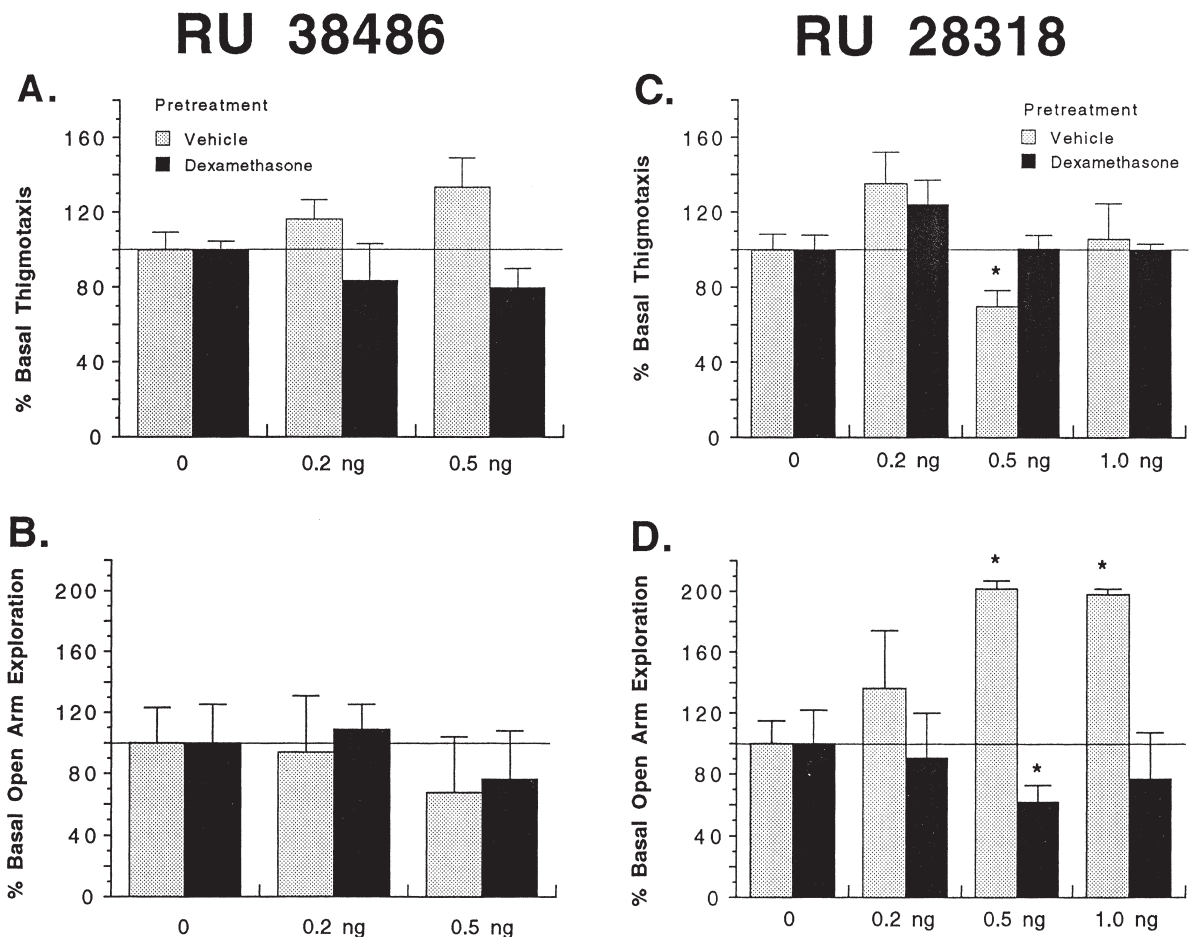 RU 38486
RU 28318
A.
Pretreatment
Vehicle
Dexamethasone
% Basal Thigmotaxis
160
120
80
40
0
0 0.2 ng 0.5 ng
C.
Pretreatment
Vehicle
Dexamethasone
% Basal Thigmotaxis
160
120
80
40
0
*
0 0.2 ng 0.5 ng 1.0 ng
B.
% Basal Open Arm Exploration
200
160
120
80
40
0
0 0.2 ng 0.5 ng
D.
% Basal Open Arm Exploration
200
160
120
80
40
0
* *
*
0 0.2 ng 0.5 ng 1.0 ng